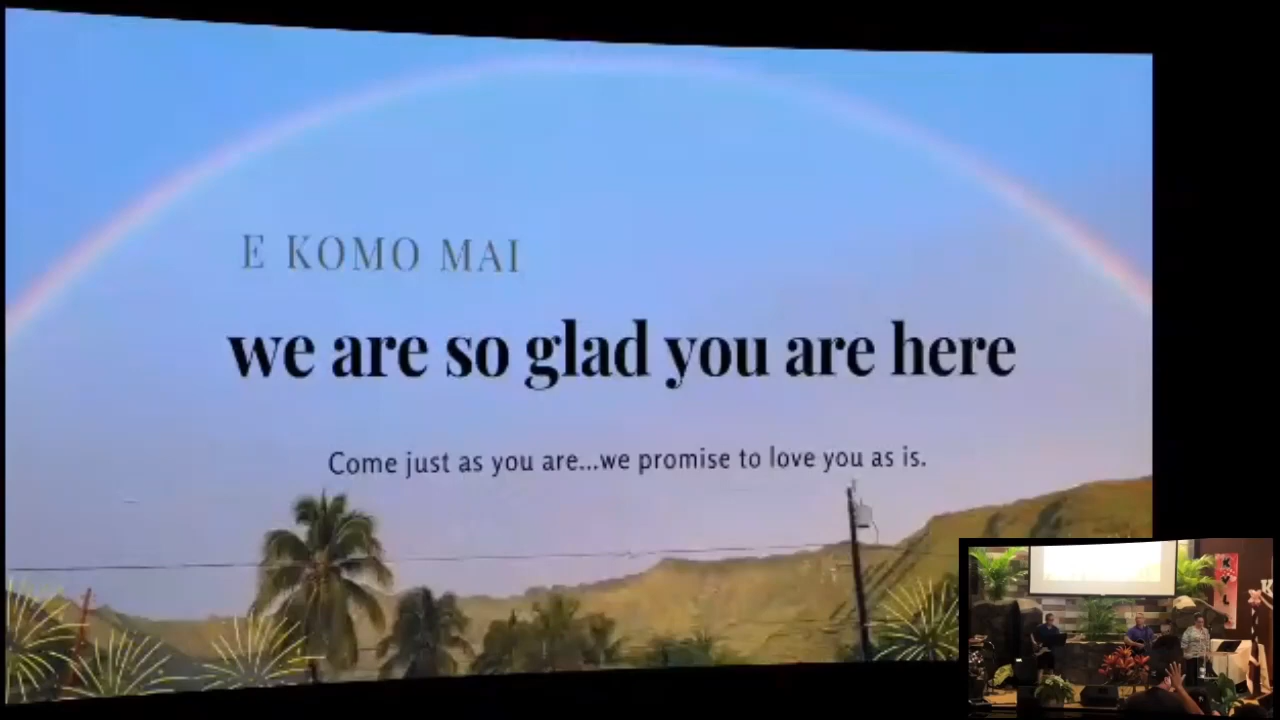 E KOMO MAI
we are so glad you are here
Come just as you are...we promise to love you as is.